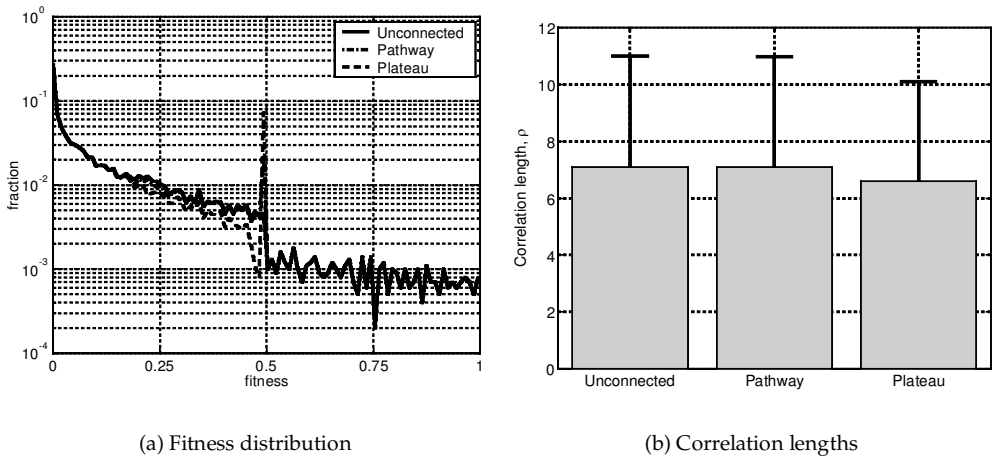 10^0
10^-1
10^-2
10^-3
10^-4
fraction
0 0.25 0.5 0.75 1
fitness
Unconnected
Pathway
Plateau
(a) Fitness distribution
12
10
8
6
4
2
0
Correlation length, ρ
Unconnected Pathway Plateau
(b) Correlation lengths